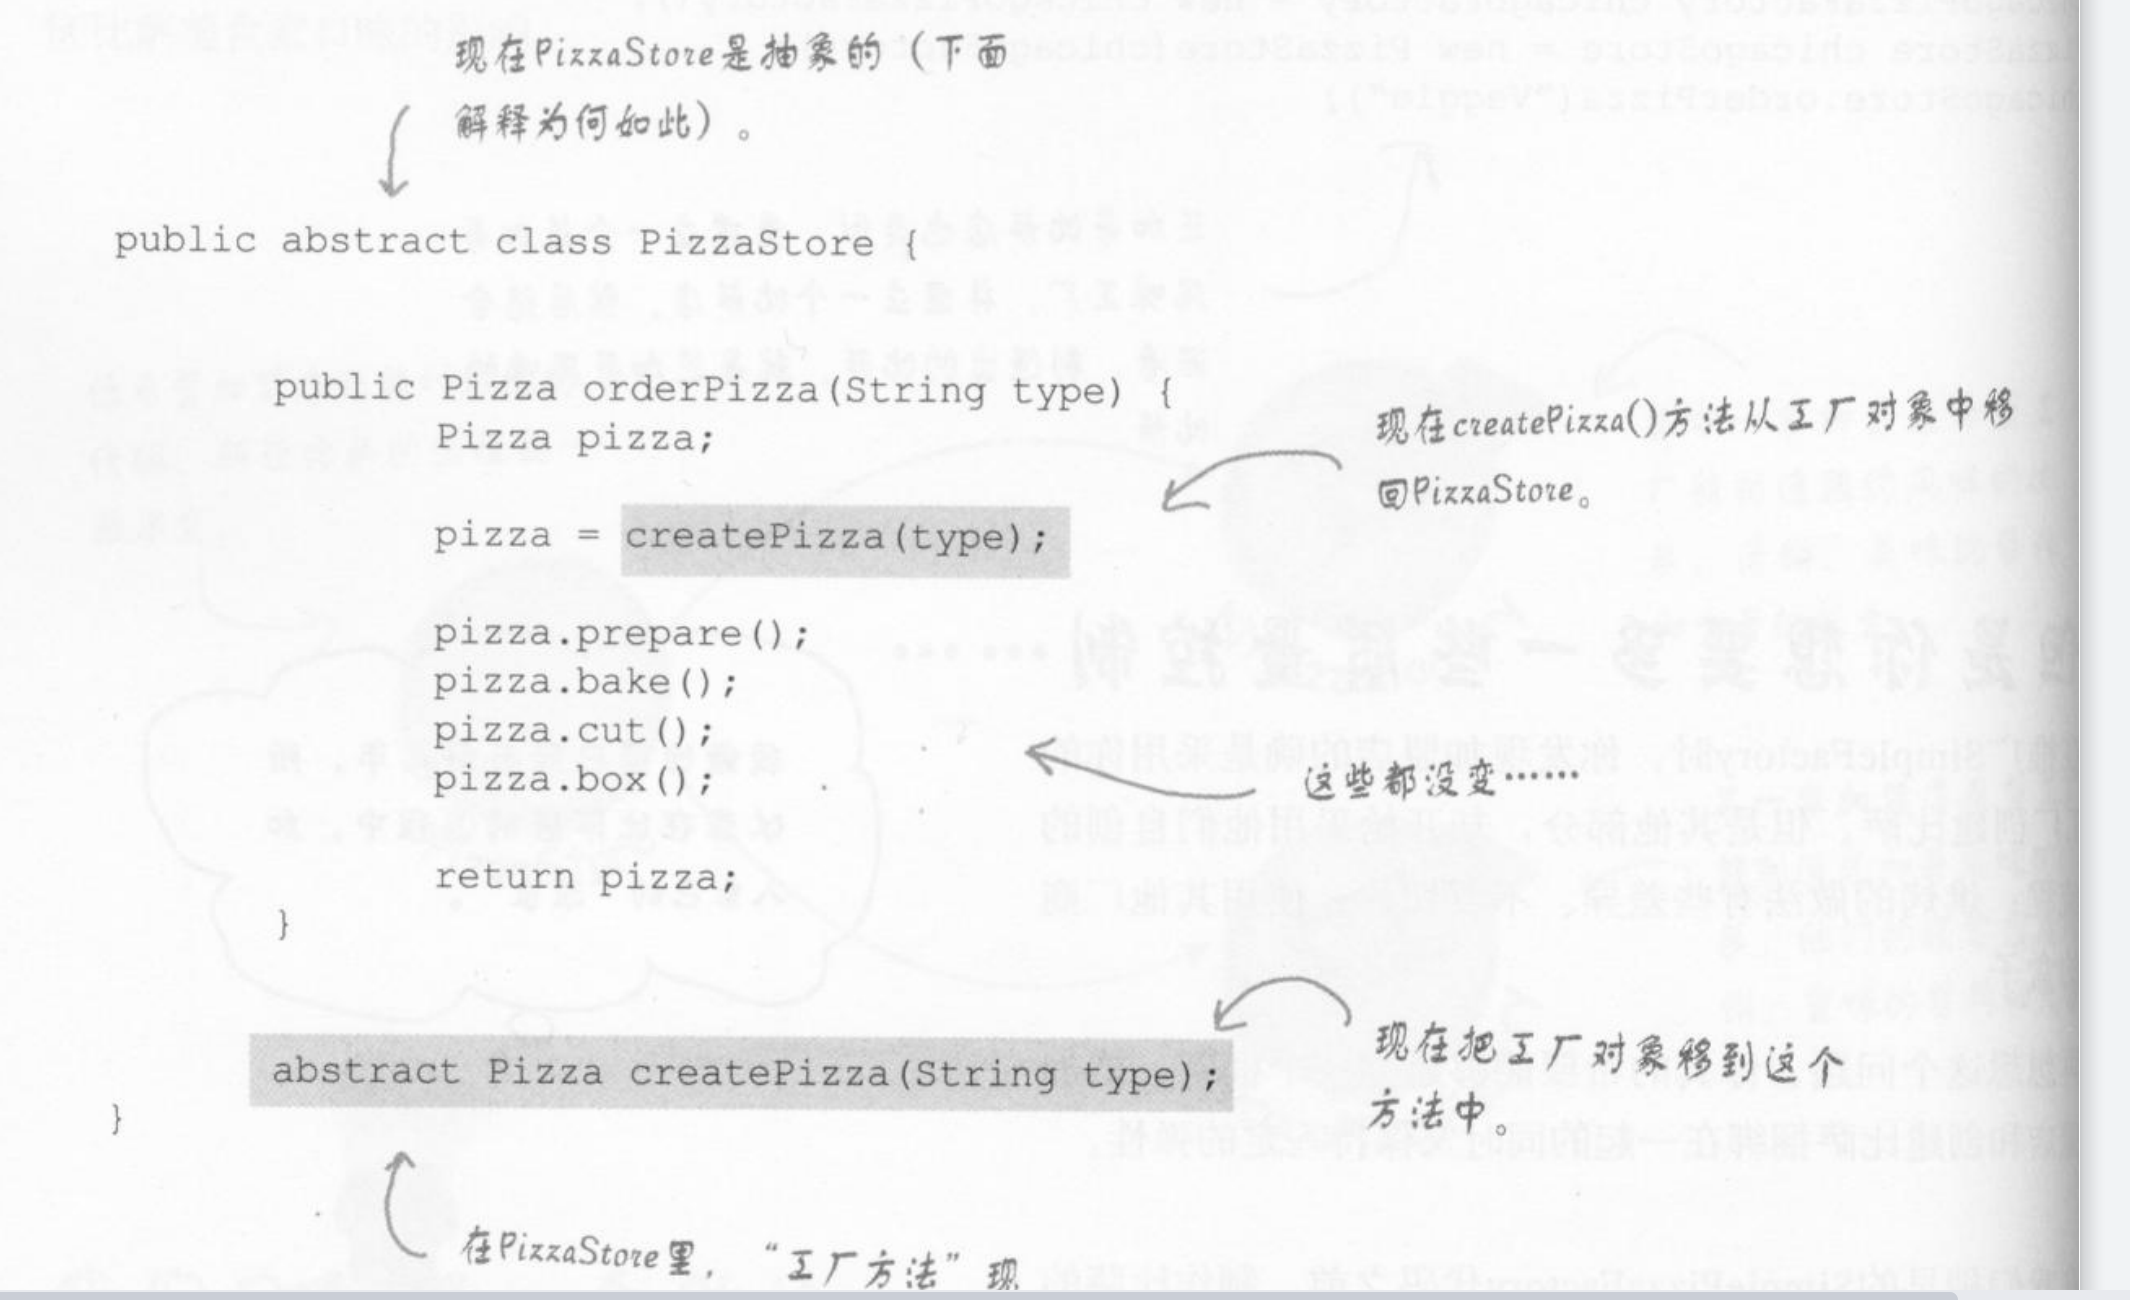 现在PizzaStore是抽象的（下面
解释为何如此）。
public abstract class PizzaStore {
public Pizza orderPizza(String type) {
Pizza pizza;
现在createPizza()方法从工厂对象中移
回PizzaStore。
pizza = createPizza(type);
pizza.prepare();
pizza.bake();
pizza.cut();
pizza.box();
这些都没变……
return pizza;
}
现在把工厂对象移到这个
方法中。
abstract Pizza createPizza(String type);
}
在PizzaStore里，“工厂方法”现